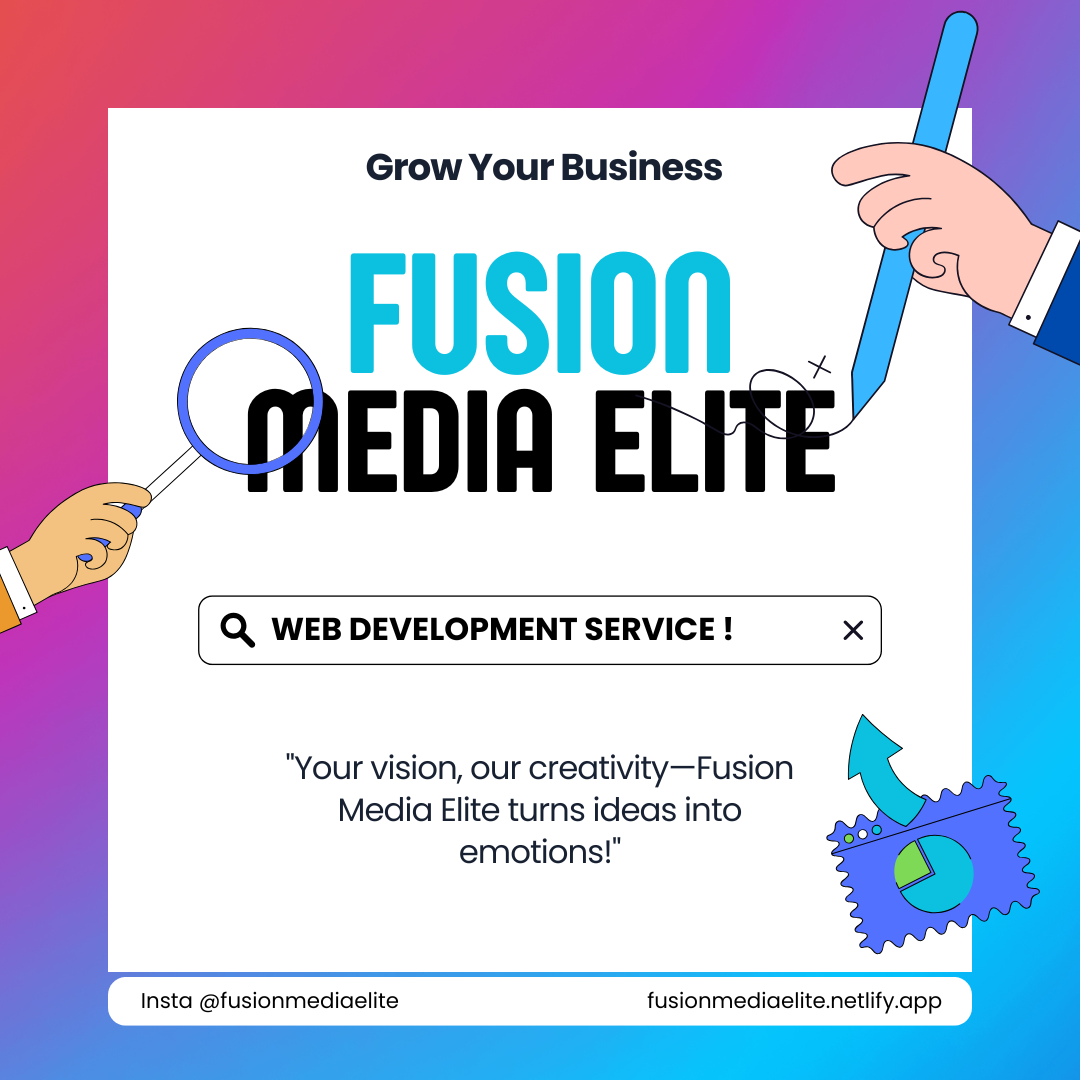 Grow Your Business
FUSION
MEDIA ELITE
WEB DEVELOPMENT SERVICE !
"Your vision, our creativity—Fusion
Media Elite turns ideas into
emotions!"
Insta @fusionmediaelite
fusionmediaelite.netlify.app